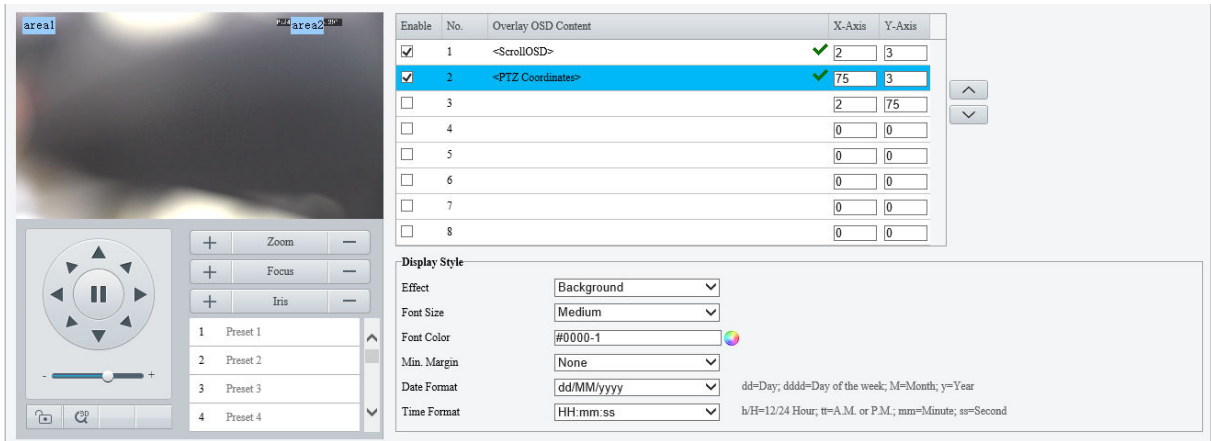 area1 area2
Enable No. Overlay OSD Content X-Axis Y-Axis
1 <ScrollOSD> 2 3
2 <PTZ Coordinates> 75 3
3 2 75
4 0 0
5 0 0
6 0 0
7 0 0
8 0 0
+ Zoom −
+ Focus −
+ Iris −
1 Preset 1
2 Preset 2
3 Preset 3
4 Preset 4
- +
3D
Display Style
Effect Background
Font Size Medium
Font Color #0000-1
Min. Margin None
Date Format dd/MM/yyyy dd=Day; dddd=Day of the week; M=Month; y=Year
Time Format HH:mm:ss h/H=12/24 Hour; tt=A.M. or P.M.; mm=Minute; ss=Second